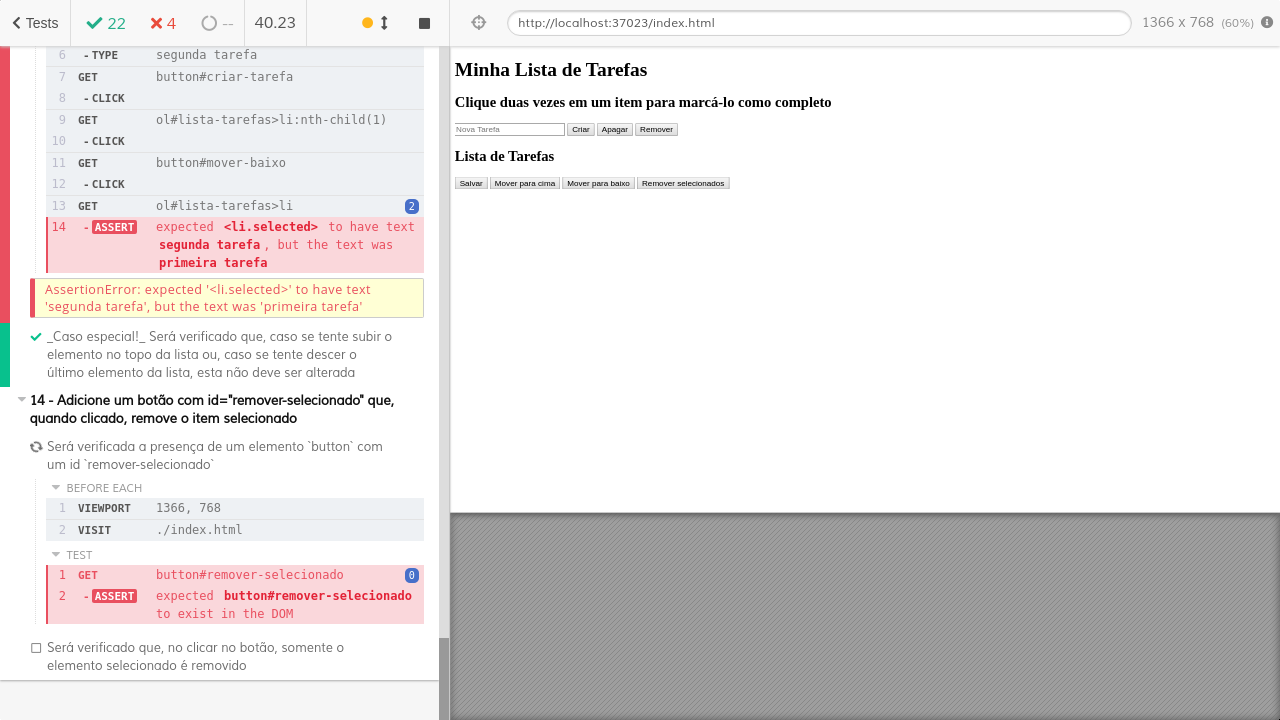 Tests 22 4 -- 40.23
http://localhost:37023/index.html 1366 x 768 (60%)
6 - TYPE segunda tarefa
7 GET button#criar-tarefa
8 - CLICK
9 GET ol#lista-tarefas>li:nth-child(1)
10 - CLICK
11 GET button#mover-baixo
12 - CLICK
13 GET ol#lista-tarefas>li 2
14 - ASSERT expected <li.selected> to have text
segunda tarefa, but the text was
primeira tarefa
AssertionError: expected '<li.selected>' to have text
'segunda tarefa', but the text was 'primeira tarefa'
_Caso especial!_ Será verificado que, caso se tente subir o
elemento no topo da lista ou, caso se tente descer o
último elemento da lista, esta não deve ser alterada
14 - Adicione um botão com id="remover-selecionado" que,
quando clicado, remove o item selecionado
Será verificada a presença de um elemento `button` com
um id `remover-selecionado`
BEFORE EACH
1 VIEWPORT 1366, 768
2 VISIT ./index.html
TEST
1 GET button#remover-selecionado 0
2 - ASSERT expected button#remover-selecionado
to exist in the DOM
Será verificado que, no clicar no botão, somente o
elemento selecionado é removido
Minha Lista de Tarefas
Clique duas vezes em um item para marcá-lo como completo
Nova Tarefa Criar Apagar Remover
Lista de Tarefas
Salvar Mover para cima Mover para baixo Remover selecionados